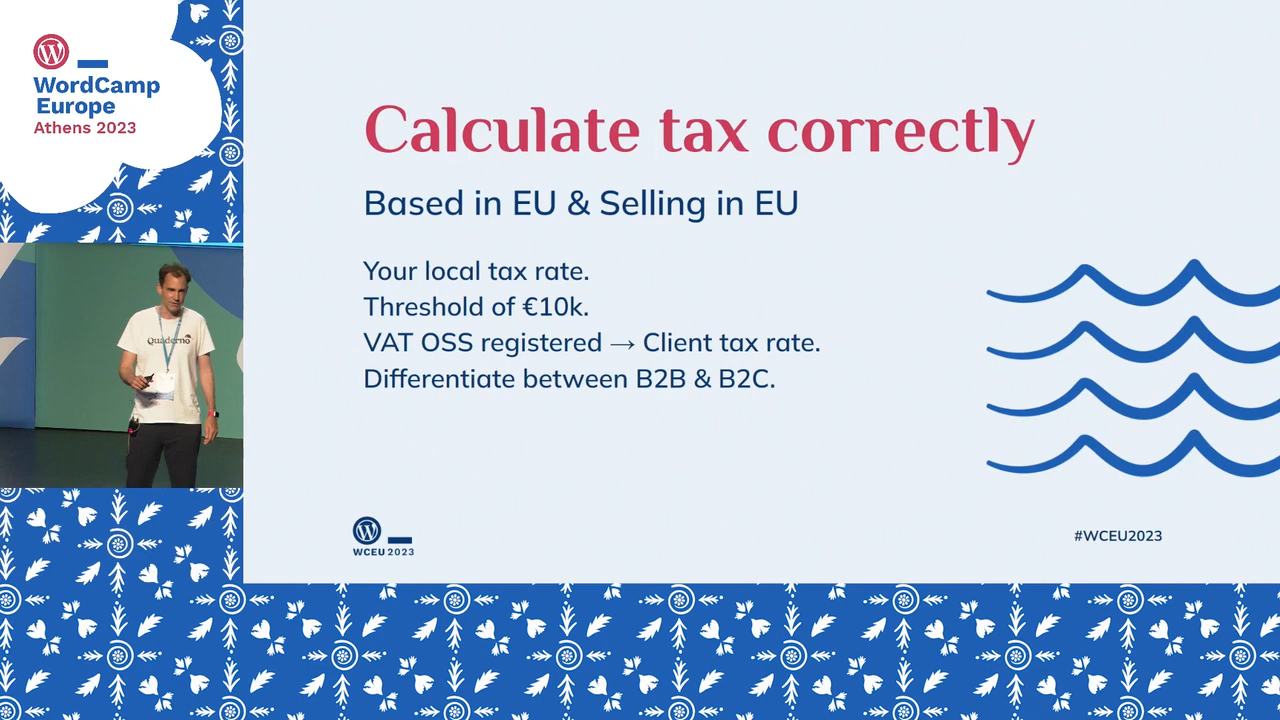 WordCamp
Europe
Athens 2023
Calculate tax correctly
Based in EU & Selling in EU
Your local tax rate.
Threshold of €10k.
VAT OSS registered → Client tax rate.
Differentiate between B2B & B2C.
Quaderno
WCEU 2023
#WCEU2023